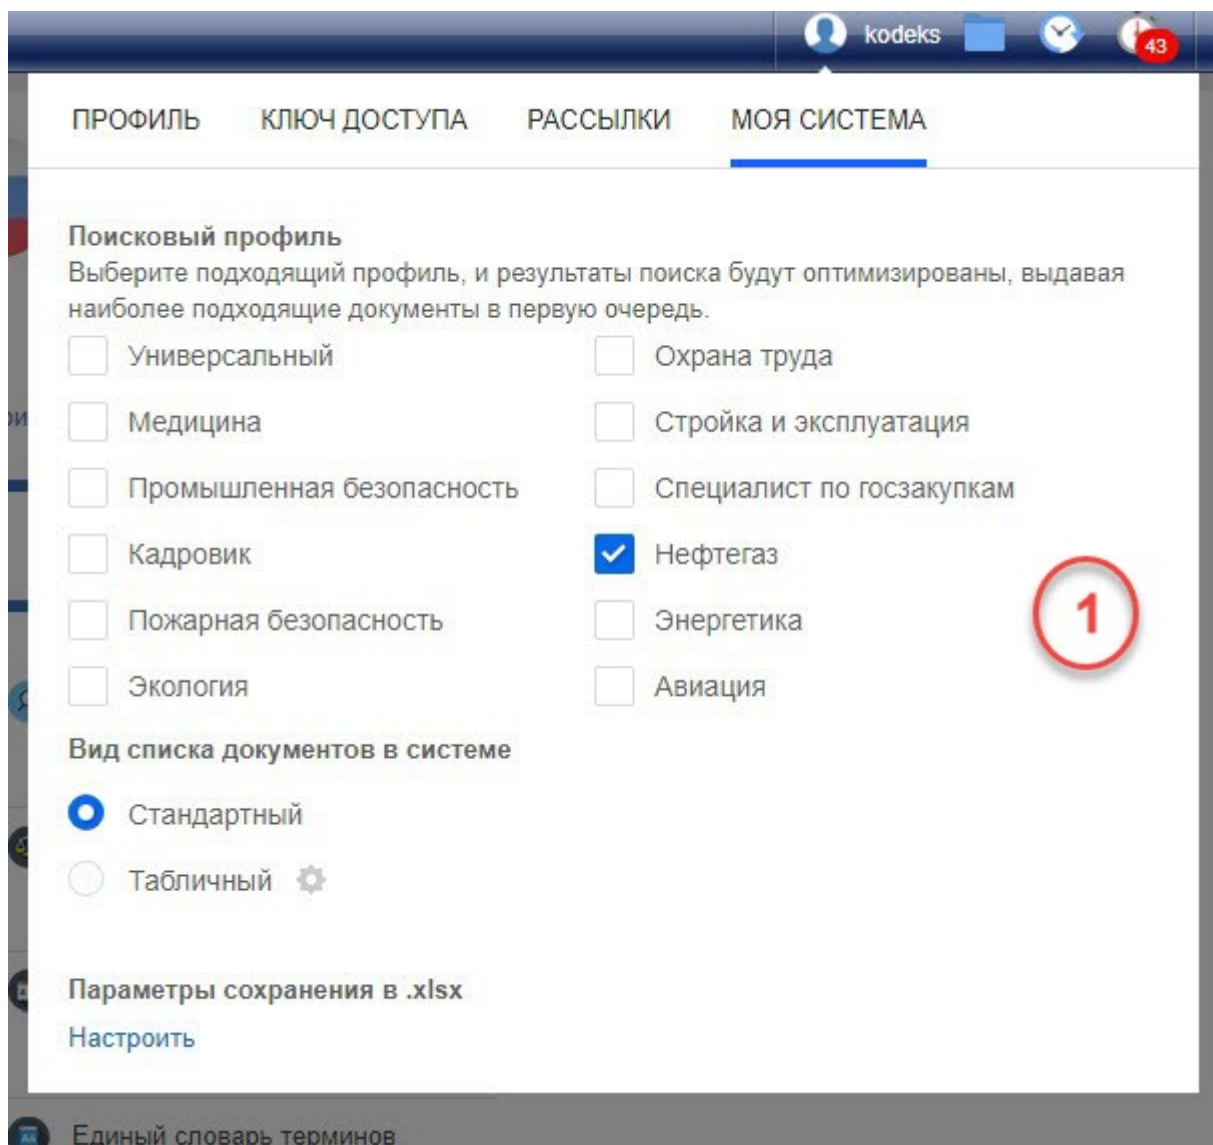 kodeks
43
ПРОФИЛЬ КЛЮЧ ДОСТУПА РАССЫЛКИ МОЯ СИСТЕМА
Поисковый профиль
Выберите подходящий профиль, и результаты поиска будут оптимизированы, выдавая
наиболее подходящие документы в первую очередь.
Универсальный Охрана труда
Медицина Стройка и эксплуатация
Промышленная безопасность Специалист по госзакупкам
Кадровик Нефтегаз
Пожарная безопасность Энергетика
1
Экология Авиация
Вид списка документов в системе
Стандартный
Табличный
Параметры сохранения в .xlsx
Настроить
Единый словарь терминов